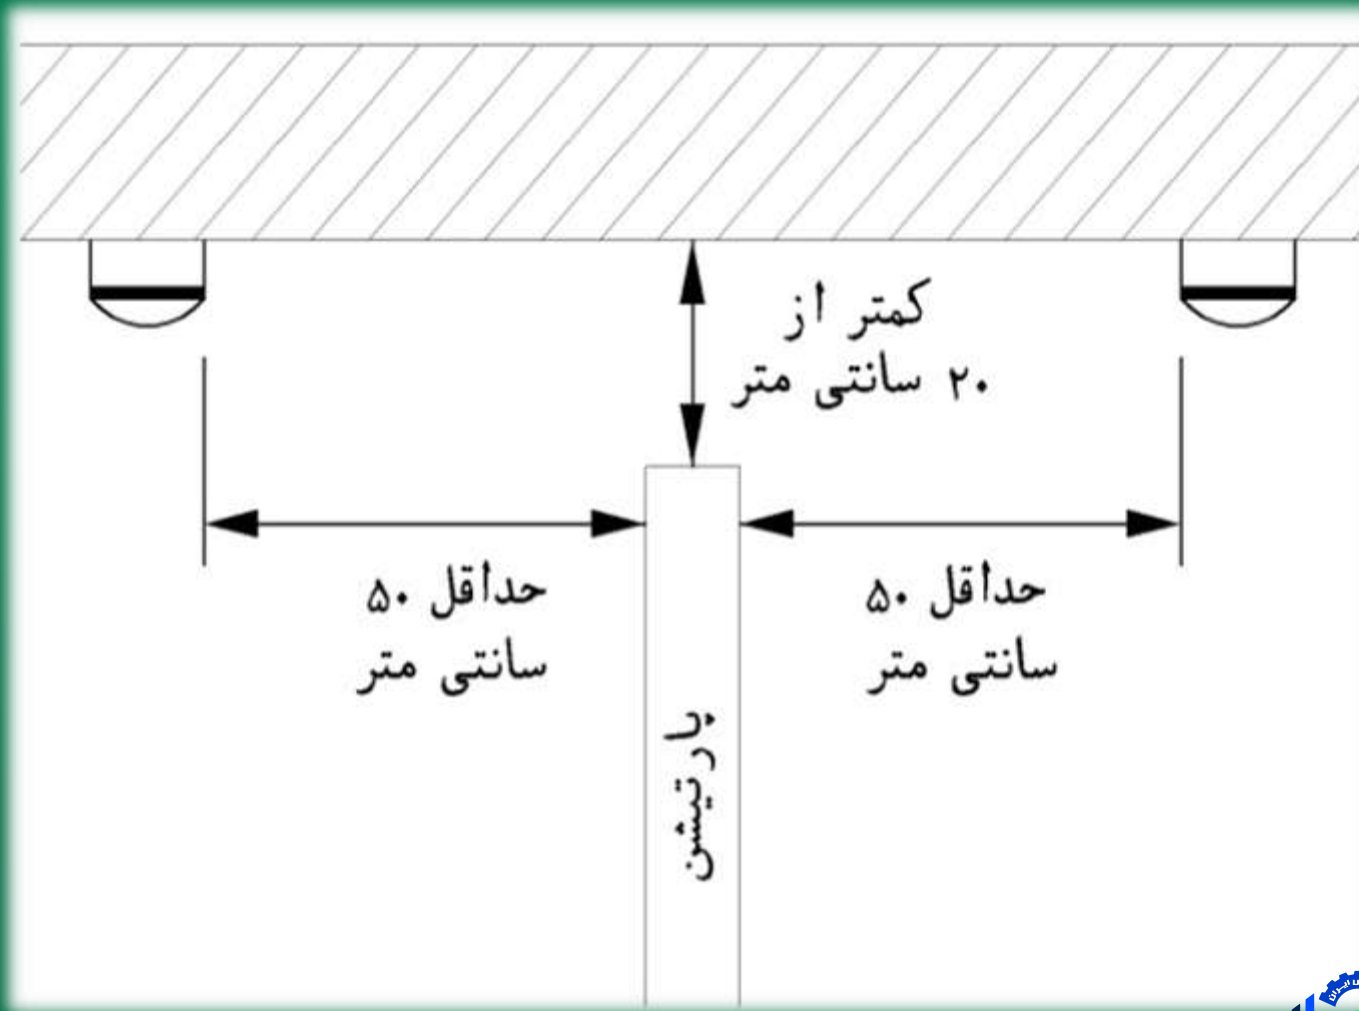 کمتر از
۲۰ سانتی متر
حداقل ۵۰
سانتی متر
حداقل ۵۰
سانتی متر
پارتیشن